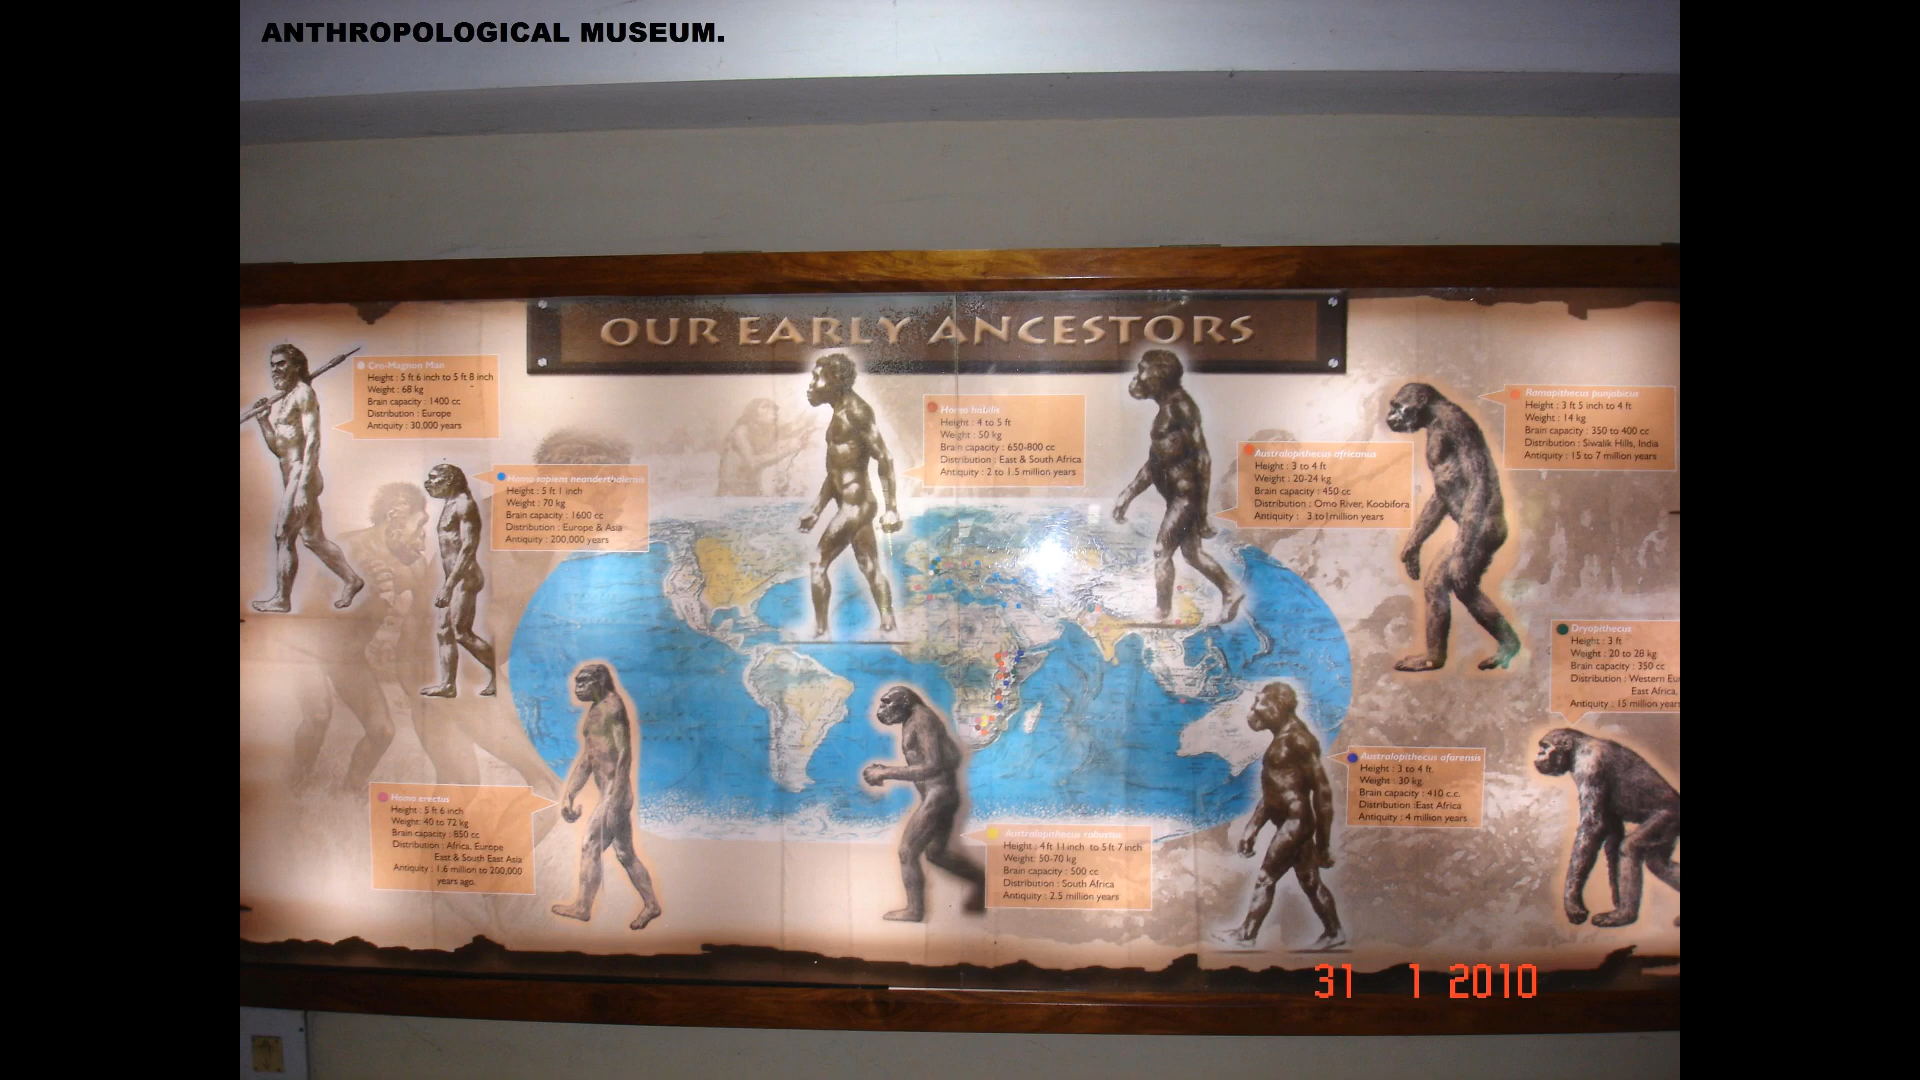 ANTHROPOLOGICAL MUSEUM.
OUR EARLY ANCESTORS
Cro-Magnon Man
Height : 5 ft 6 inch to 5 ft 8 inch
Weight : 68 kg
Brain capacity : 1400 cc
Distribution : Europe
Antiquity : 30,000 years
Homo sapiens neanderthalensis
Height : 5 ft 1 inch
Weight : 70 kg
Brain capacity : 1600 cc
Distribution : Europe & Asia
Antiquity : 200,000 years
Homo habilis
Height : 4 to 5 ft
Weight : 50 kg
Brain capacity : 650-800 cc
Distribution : East & South Africa
Antiquity : 2 to 1.5 million years
Australopithecus africanus
Height : 3 to 4 ft
Weight : 20-24 kg
Brain capacity : 450 cc
Distribution : Omo River, Koobifora
Antiquity : 3 to 1million years
Ramapithecus punjabicus
Height : 3 ft 5 inch to 4 ft
Weight : 14 kg
Brain capacity : 350 to 400 cc
Distribution : Siwalik Hills, India
Antiquity : 15 to 7 million years
Dryopithecus
Height : 3 ft
Weight : 20 to 28 kg
Brain capacity : 350 cc
Distribution : Western Eu
East Africa,
Antiquity : 15 million years
Homo erectus
Height : 5 ft 6 inch
Weight: 40 to 72 kg
Brain capacity : 850 cc
Distribution : Africa, Europe
East & South East Asia
Antiquity : 1.6 million to 200,000
years ago.
Australopithecus robustus
Height : 4ft 11 inch to 5 ft 7 inch
Weight: 50-70 kg
Brain capacity : 500 cc
Distribution : South Africa
Antiquity : 2.5 million years
Australopithecus afarensis
Height : 3 to 4 ft.
Weight : 30 kg
Brain capacity : 410 c.c.
Distribution :East Africa
Antiquity : 4 million years
31 1 2010